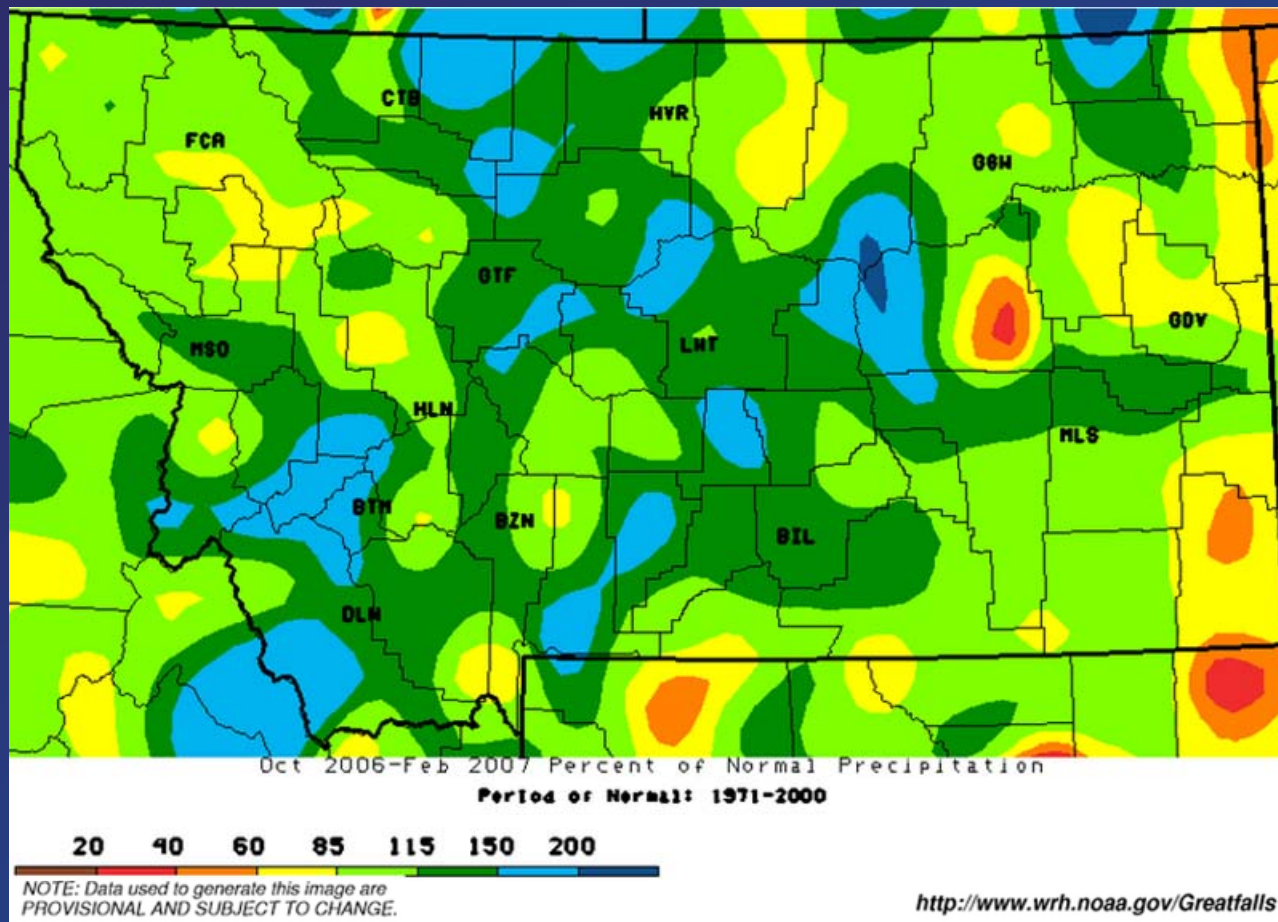 CTB
HVR
FCA
GGW
GTF
GDV
MSO
LWT
HLN
MLS
BTM
BZN
BIL
DLN
Oct 2006-Feb 2007 Percent of Normal Precipitation
Period of Normal: 1971-2000
20 40 60 85 115 150 200
NOTE: Data used to generate this image are
PROVISIONAL AND SUBJECT TO CHANGE.
http://www.wrh.noaa.gov/Greatfalls